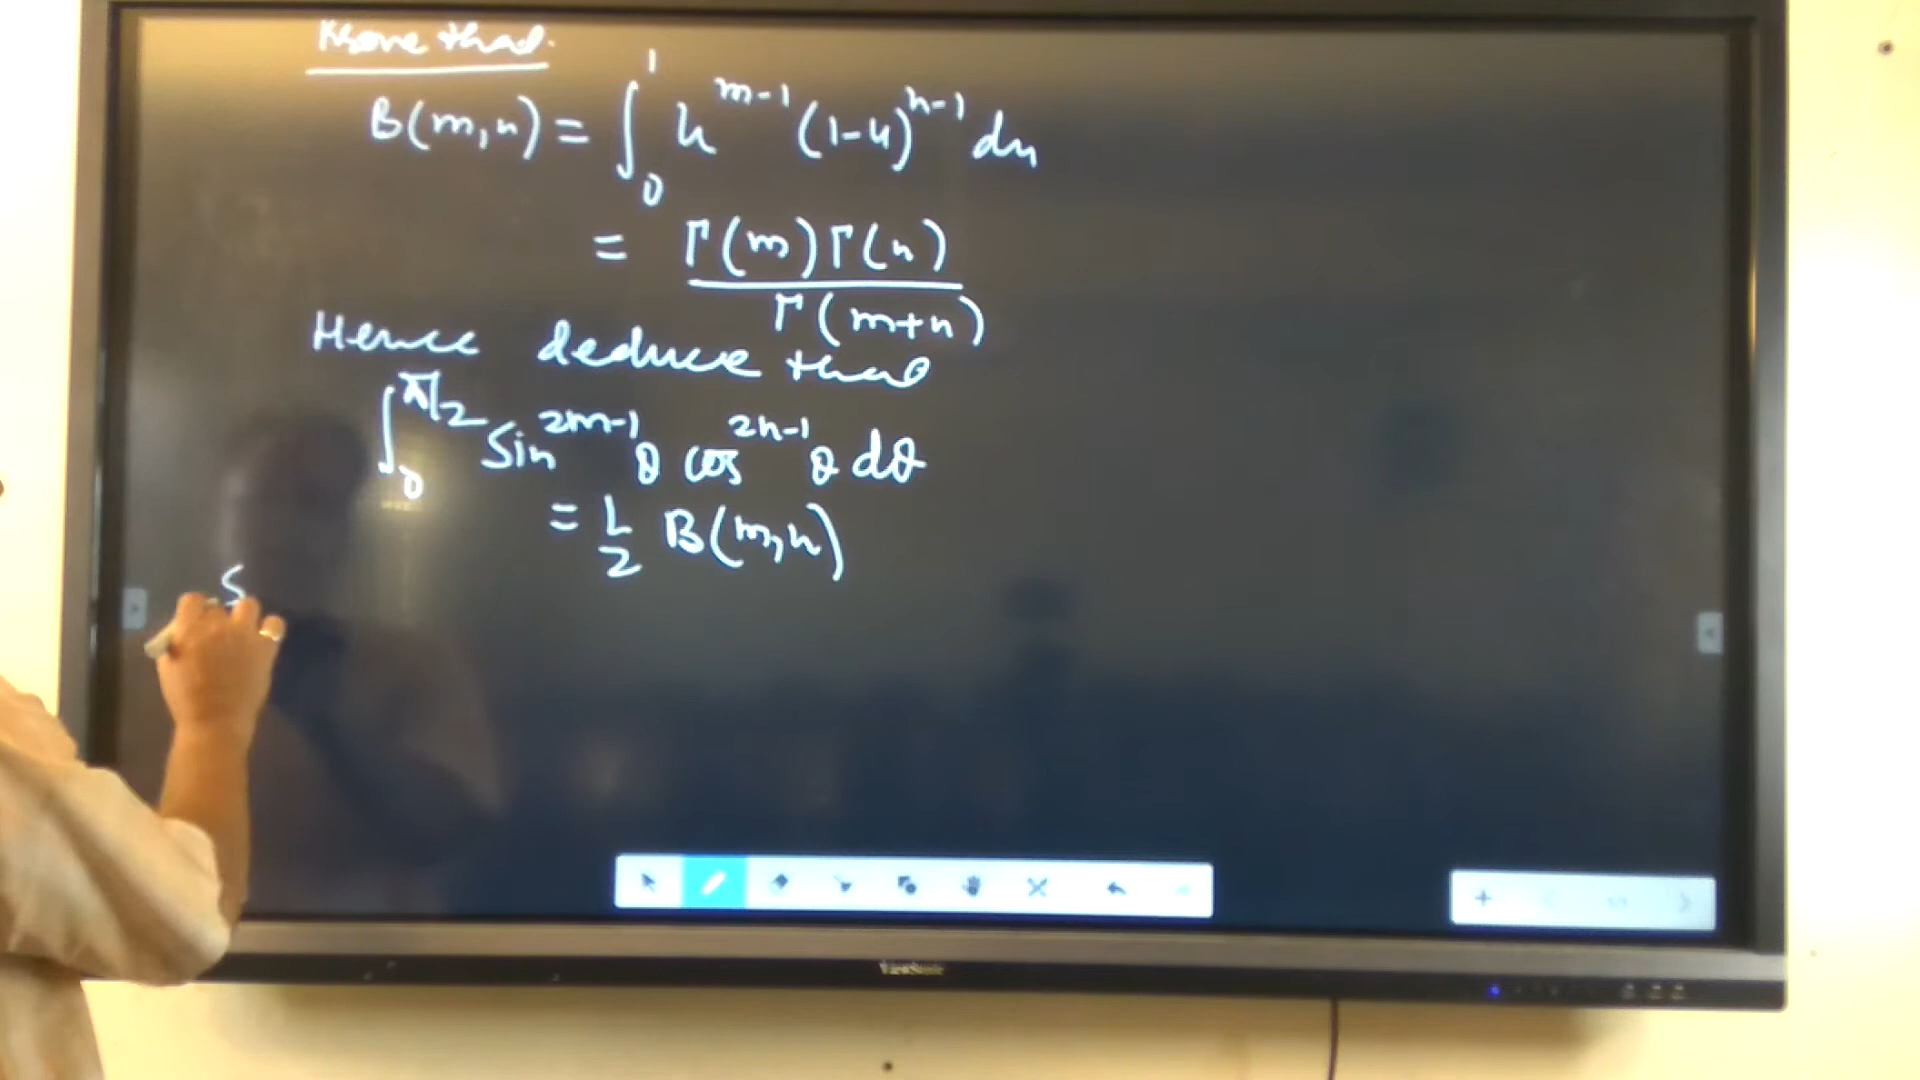 Prove that.
B(m,n) = ∫₀¹ u^{m-1} (1-u)^{n-1} du
= Γ(m)Γ(n) / Γ(m+n)
Hence deduce that
∫₀^{π/2} sin^{2m-1} θ cos^{2n-1} θ dθ
= 1/2 B(m,n)
S
ViewSonic